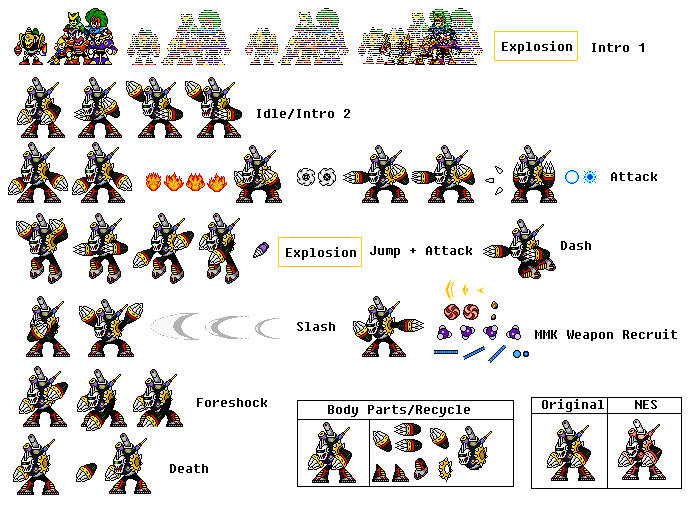 Explosion
Intro 1
Idle/Intro 2
Attack
Explosion
Jump + Attack
Dash
Slash
MMK Weapon Recruit
Foreshock
Body Parts/Recycle
Original
NES
Death